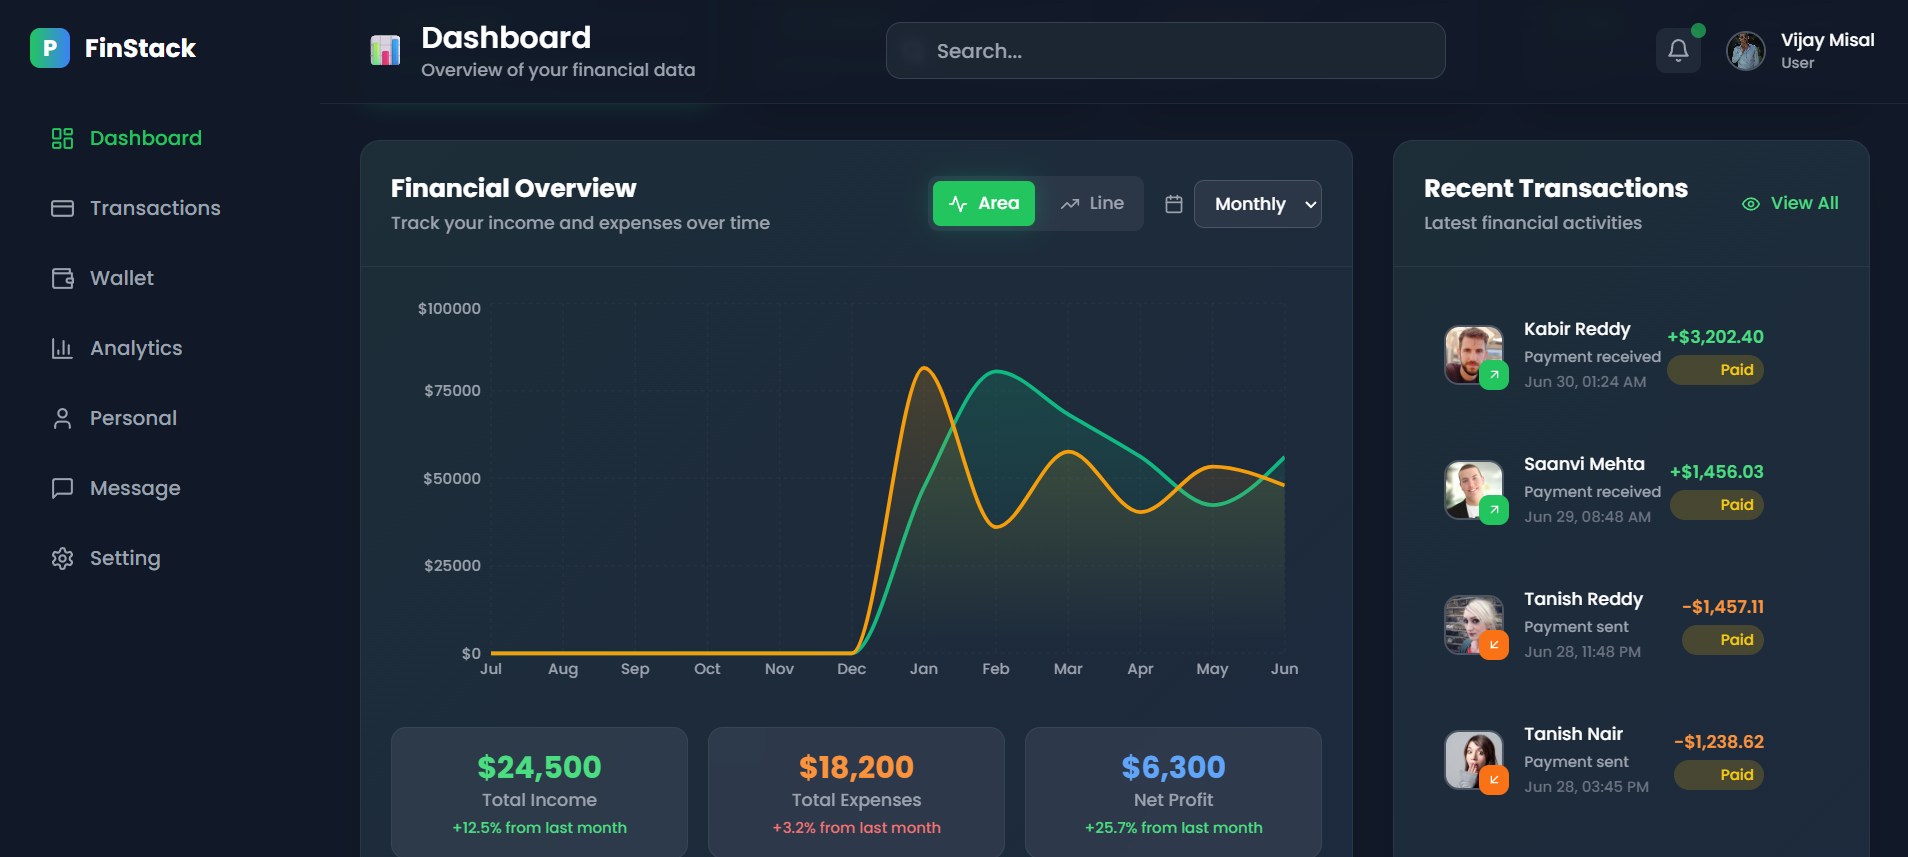 P FinStack
Dashboard
Transactions
Wallet
Analytics
Personal
Message
Setting
Dashboard
Overview of your financial data
Search...
Vijay Misal
User
Financial Overview
Track your income and expenses over time
Area Line Monthly
$100000
$75000
$50000
$25000
$0
Jul Aug Sep Oct Nov Dec Jan Feb Mar Apr May Jun
$24,500
Total Income
+12.5% from last month
$18,200
Total Expenses
+3.2% from last month
$6,300
Net Profit
+25.7% from last month
Recent Transactions
Latest financial activities
View All
Kabir Reddy
Payment received
Jun 30, 01:24 AM
+$3,202.40
Paid
Saanvi Mehta
Payment received
Jun 29, 08:48 AM
+$1,456.03
Paid
Tanish Reddy
Payment sent
Jun 28, 11:48 PM
-$1,457.11
Paid
Tanish Nair
Payment sent
Jun 28, 03:45 PM
-$1,238.62
Paid